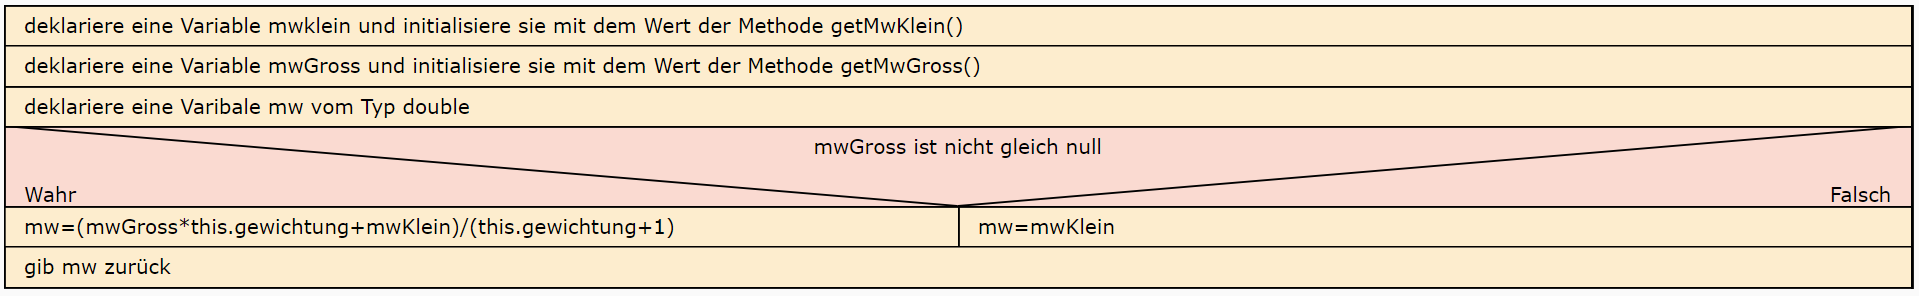 deklariere eine Variable mwklein und initialisiere sie mit dem Wert der Methode getMwKlein()
deklariere eine Variable mwGross und initialisiere sie mit dem Wert der Methode getMwGross()
deklariere eine Varibale mw vom Typ double
mwGross ist nicht gleich null
Wahr
Falsch
mw=(mwGross*this.gewichtung+mwKlein)/(this.gewichtung+1)
mw=mwKlein
gib mw zurück